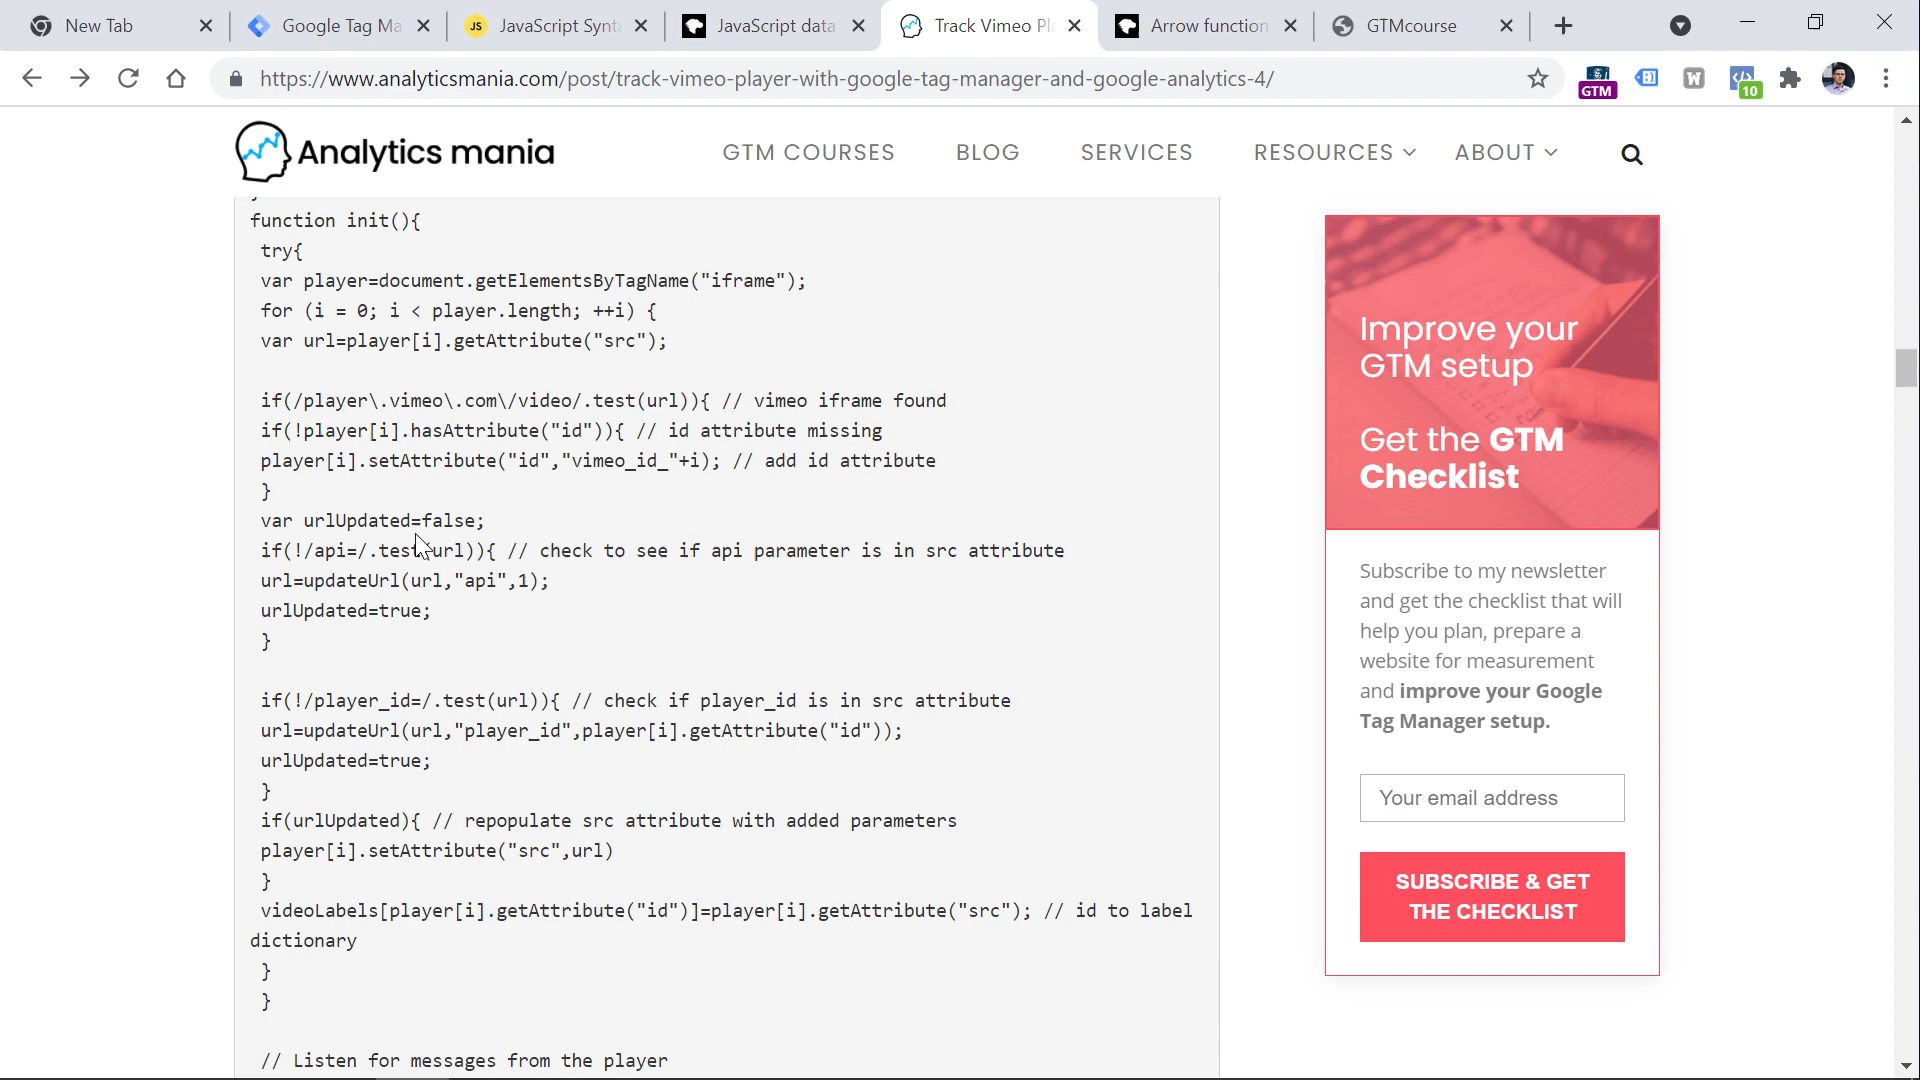 New Tab
Google Tag Ma
JS JavaScript Synt
JavaScript data
Track Vimeo Pl
Arrow function
GTMcourse
https://www.analyticsmania.com/post/track-vimeo-player-with-google-tag-manager-and-google-analytics-4/
GTM
W
10
Analytics mania
GTM COURSES
BLOG
SERVICES
RESOURCES
ABOUT
function init(){
try{
var player=document.getElementsByTagName("iframe");
for (i = 0; i < player.length; ++i) {
var url=player[i].getAttribute("src");
if(/player\.vimeo\.com\/video/.test(url)){ // vimeo iframe found
if(!player[i].hasAttribute("id")){ // id attribute missing
player[i].setAttribute("id","vimeo_id_"+i); // add id attribute
}
var urlUpdated=false;
if(!/api=/.test(url)){ // check to see if api parameter is in src attribute
url=updateUrl(url,"api",1);
urlUpdated=true;
}
if(!/player_id=/.test(url)){ // check if player_id is in src attribute
url=updateUrl(url,"player_id",player[i].getAttribute("id"));
urlUpdated=true;
}
if(urlUpdated){ // repopulate src attribute with added parameters
player[i].setAttribute("src",url)
}
videoLabels[player[i].getAttribute("id")]=player[i].getAttribute("src"); // id to label
dictionary
}
}
// Listen for messages from the player
Improve your
GTM setup
Get the GTM
Checklist
Subscribe to my newsletter
and get the checklist that will
help you plan, prepare a
website for measurement
and improve your Google
Tag Manager setup.
Your email address
SUBSCRIBE & GET
THE CHECKLIST